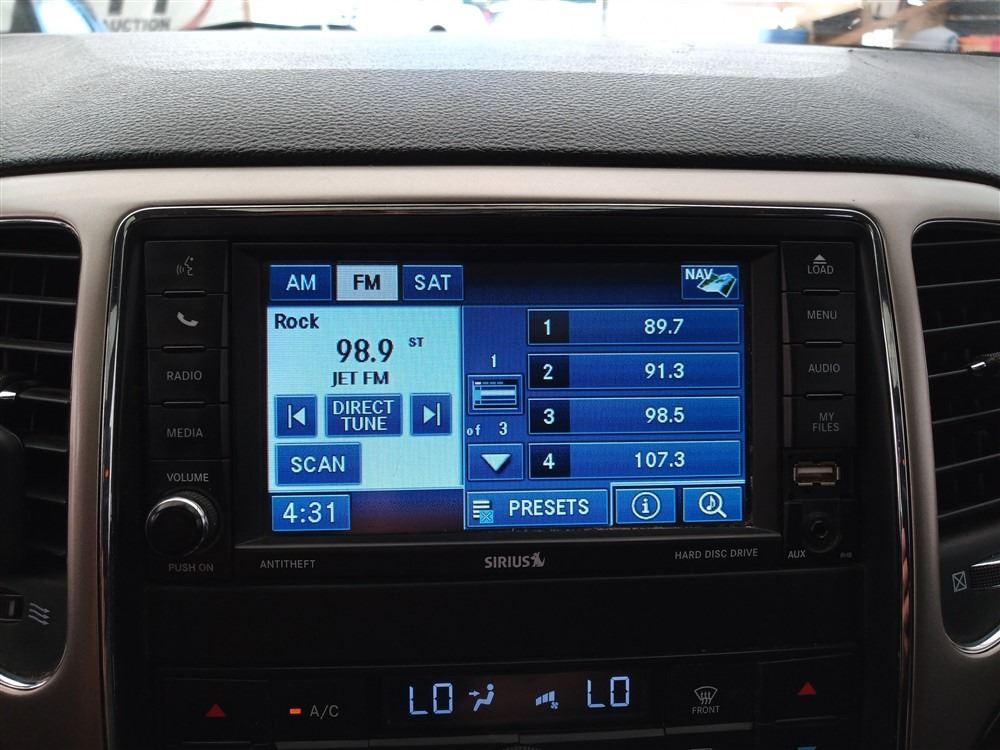 AUCTION
LOAD
AM FM SAT NAV
Rock
98.9 ST
JET FM
DIRECT
TUNE
SCAN
4:31
1
of 3
1 89.7
2 91.3
3 98.5
4 107.3
PRESETS
i
RADIO
MEDIA
VOLUME
PUSH ON
MENU
AUDIO
MY
FILES
AUX
ANTITHEFT
SIRIUS
HARD DISC DRIVE
A/C
LO
LO
FRONT